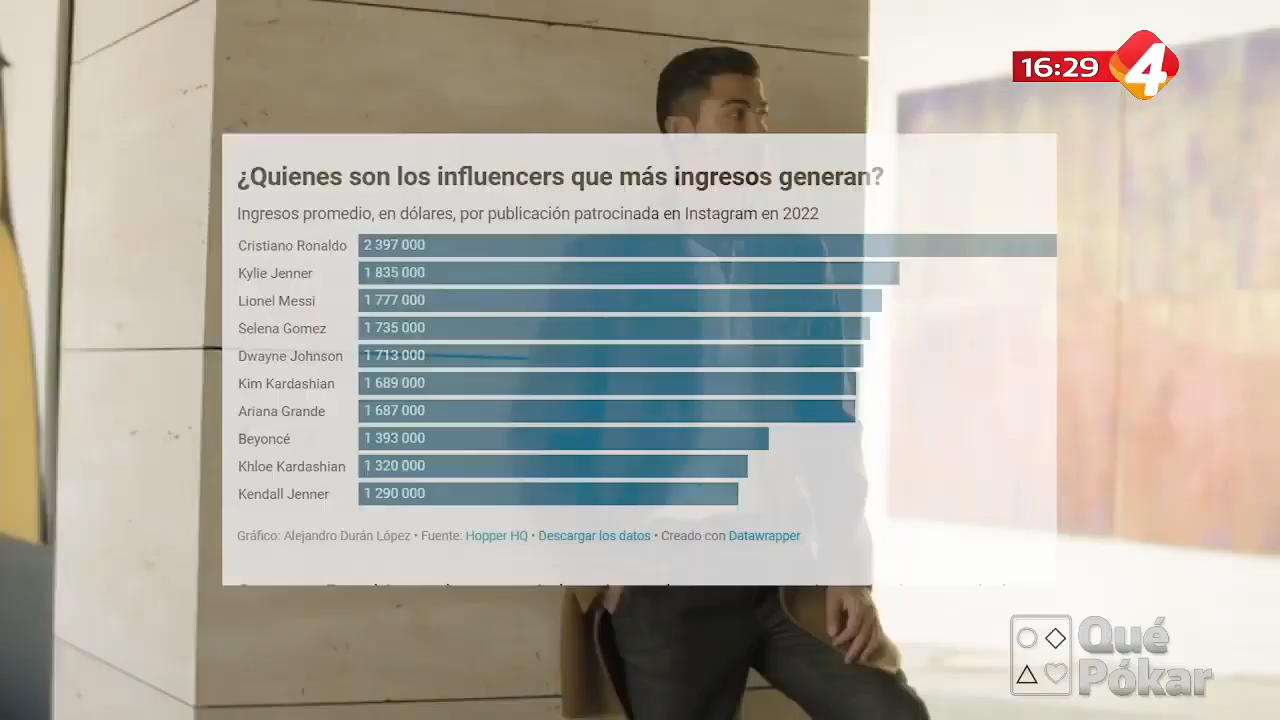 16:29 4
¿Quienes son los influencers que más ingresos generan?
Ingresos promedio, en dólares, por publicación patrocinada en Instagram en 2022
Cristiano Ronaldo 2 397 000
Kylie Jenner 1 835 000
Lionel Messi 1 777 000
Selena Gomez 1 735 000
Dwayne Johnson 1 713 000
Kim Kardashian 1 689 000
Ariana Grande 1 687 000
Beyoncé 1 393 000
Khloe Kardashian 1 320 000
Kendall Jenner 1 290 000
Gráfico: Alejandro Durán López • Fuente: Hopper HQ • Descargar los datos • Creado con Datawrapper
Qué
Pókar